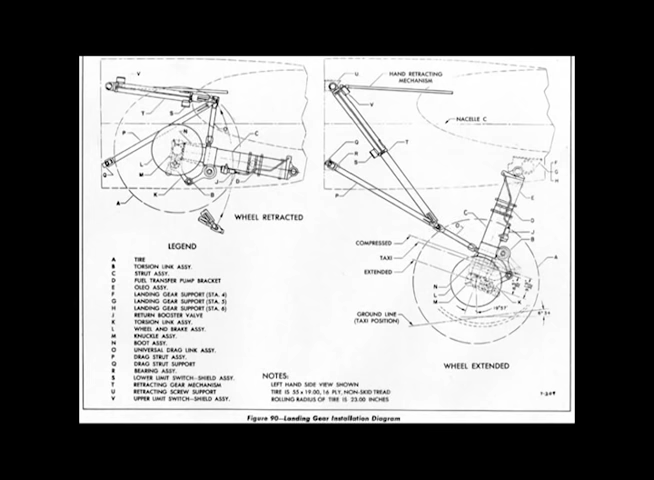 V
T
S
N
P
C
Q
L
M
K
B
J
D
A
WHEEL RETRACTED
U
HAND RETRACTING
MECHANISM
V
NACELLE C
Q
R
S
T
P
F
G
H
E
C
D
O
J
B
A
COMPRESSED
TAXI
EXTENDED
N
L
M
K
GROUND LINE
(TAXI POSITION)
WHEEL EXTENDED
LEGEND
A TIRE
B TORSION LINK ASSY.
C STRUT ASSY.
D FUEL TRANSFER PUMP BRACKET
E OLEO ASSY.
F LANDING GEAR SUPPORT (STA. 4)
G LANDING GEAR SUPPORT (STA. 5)
H LANDING GEAR SUPPORT (STA. 6)
J RETURN BOOSTER VALVE
K TORSION LINK ASSY.
L WHEEL AND BRAKE ASSY.
M KNUCKLE ASSY.
N BOOT ASSY.
O UNIVERSAL DRAG LINK ASSY.
P DRAG STRUT ASSY.
Q DRAG STRUT SUPPORT
R BEARING ASSY.
S LOWER LIMIT SWITCH—SHIELD ASSY.
T RETRACTING GEAR MECHANISM
U RETRACTING SCREW SUPPORT
V UPPER LIMIT SWITCH—SHIELD ASSY.
NOTES:
LEFT HAND SIDE VIEW SHOWN
TIRE IS 55 x 19.00, 16 PLY, NON-SKID TREAD
ROLLING RADIUS OF TIRE IS 23.00 INCHES
Figure 90—Landing Gear Installation Diagram